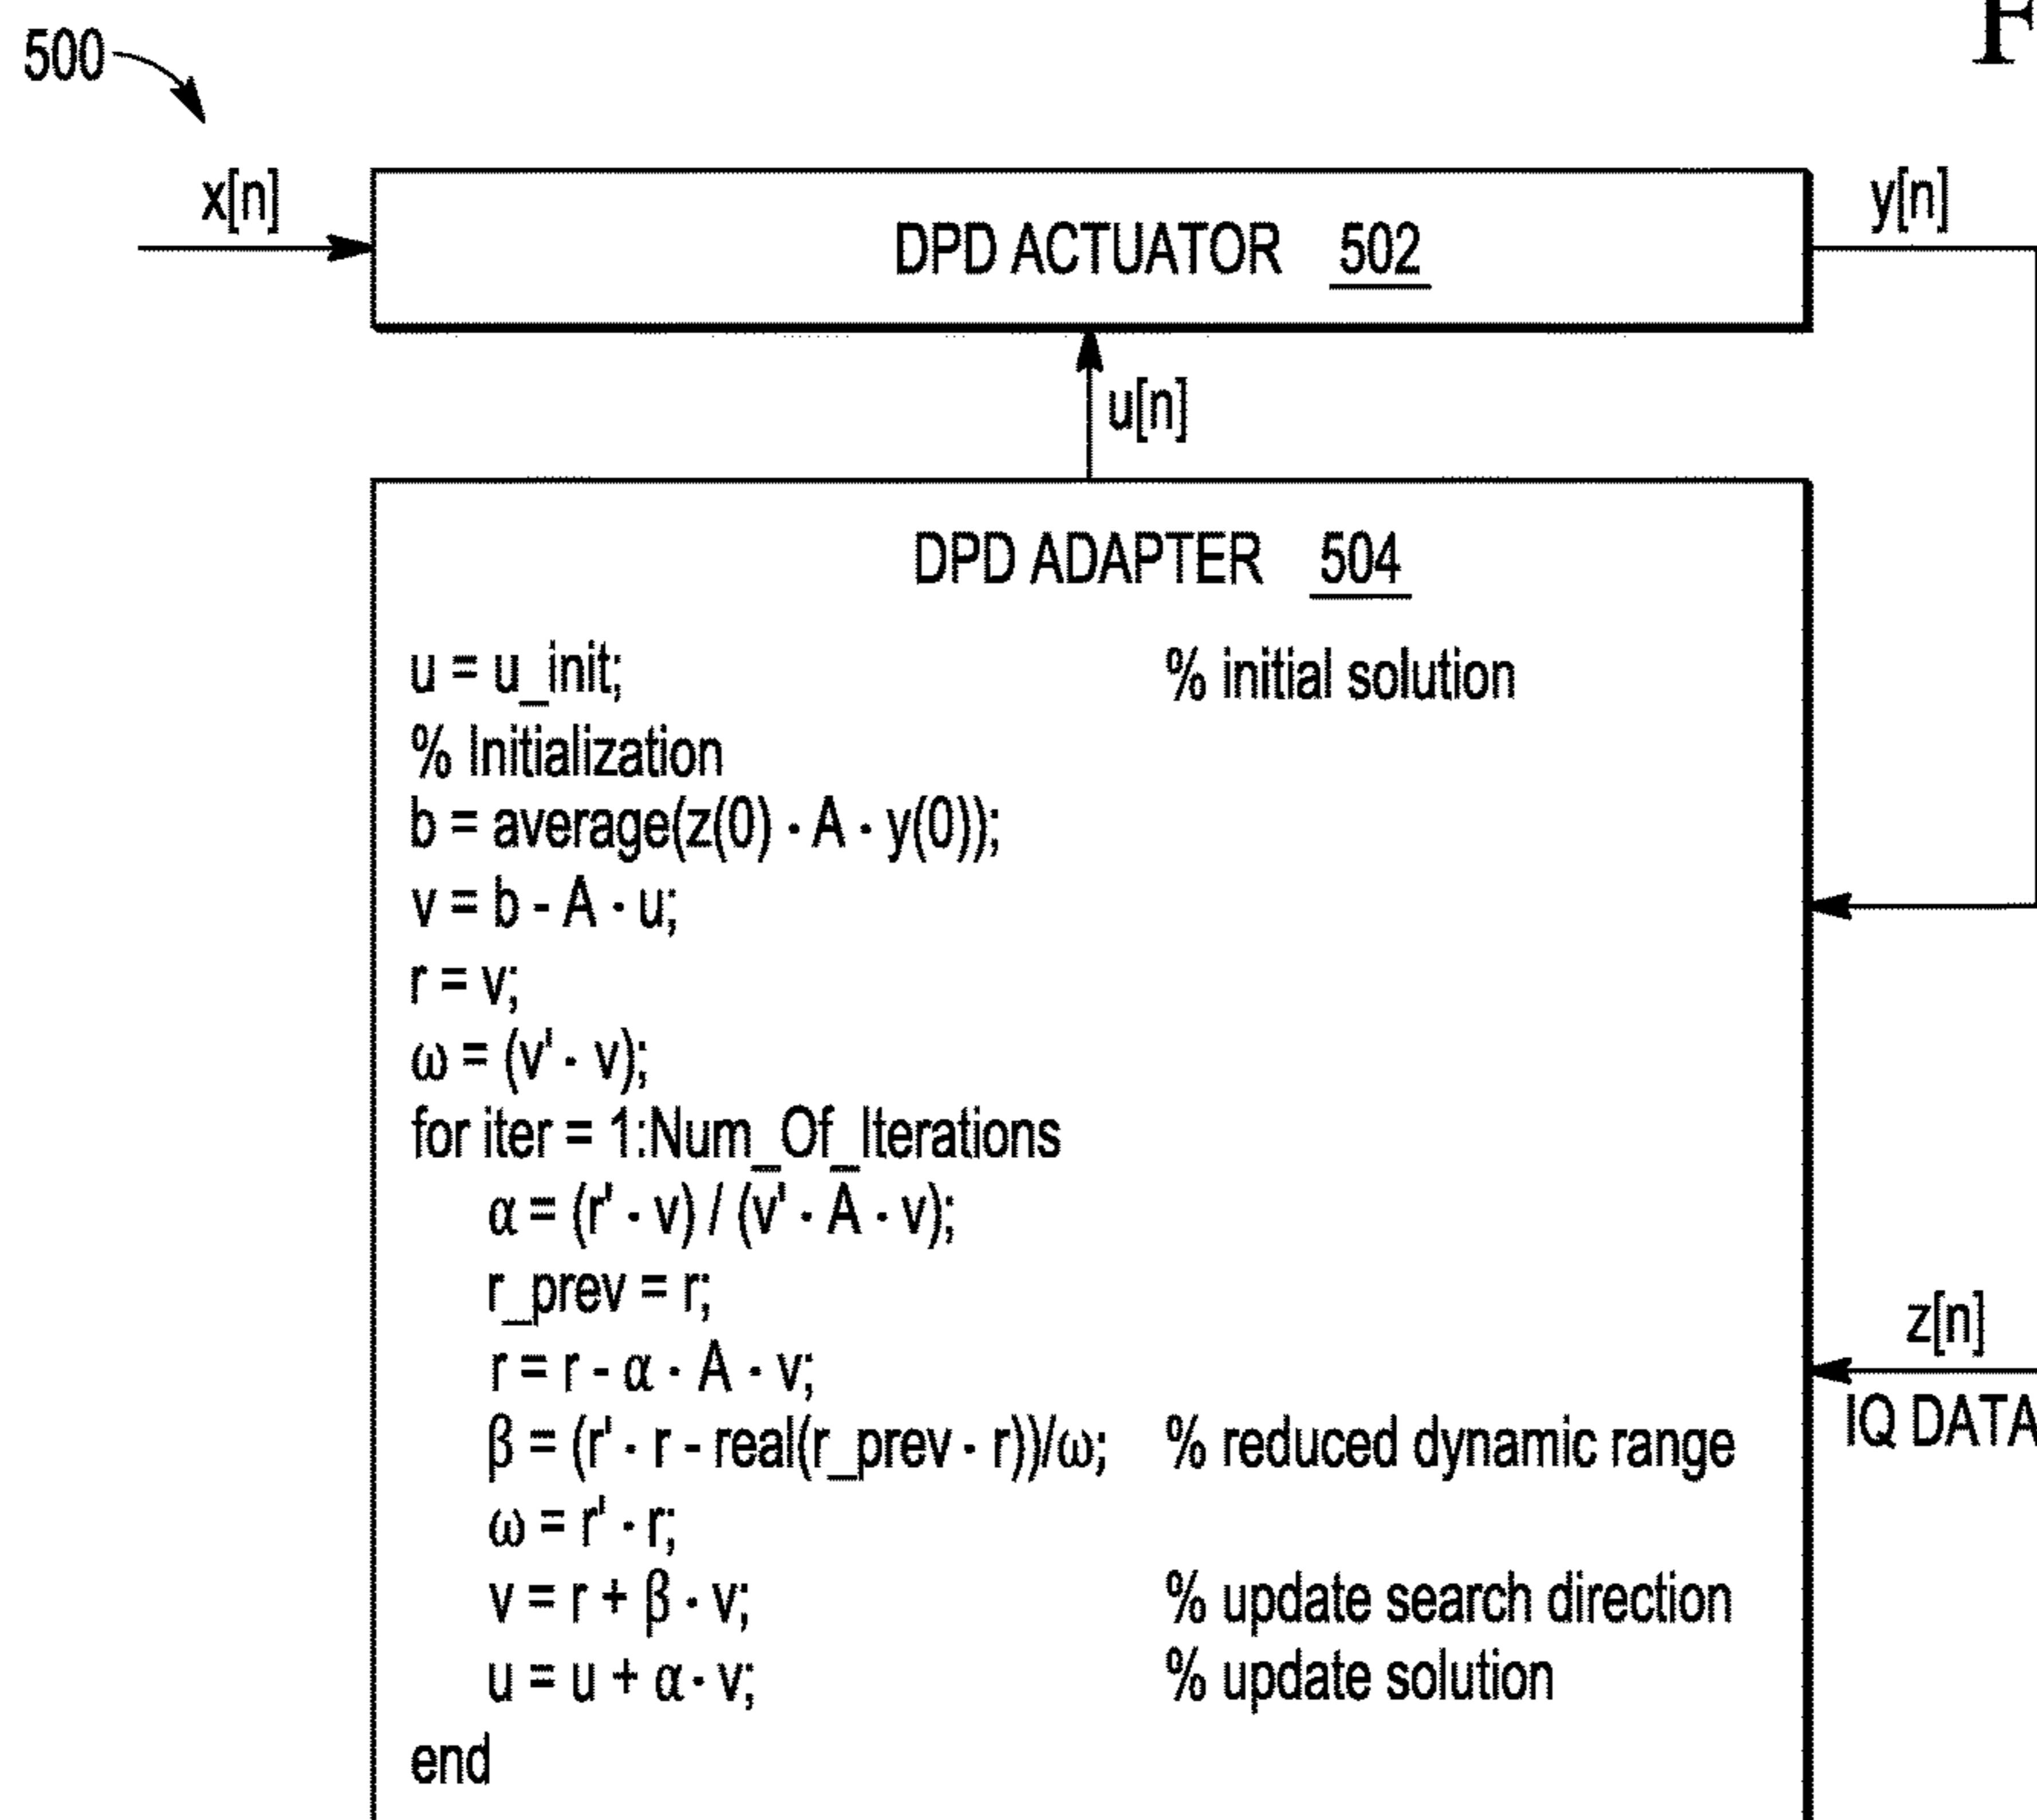 500
x[n]
DPD ACTUATOR 502
y[n]
u[n]
DPD ADAPTER 504
u = u_init; % initial solution
% Initialization
b = average(z(0) · A · y(0));
v = b - A · u;
r = v;
ω = (v' · v);
for iter = 1:Num_Of_Iterations
α = (r' · v) / (v' · A · v);
r_prev = r;
r = r - α · A · v;
β = (r' · r - real(r_prev · r))/ω; % reduced dynamic range
ω = r' · r;
v = r + β · v; % update search direction
u = u + α · v; % update solution
end
z[n]
IQ DATA